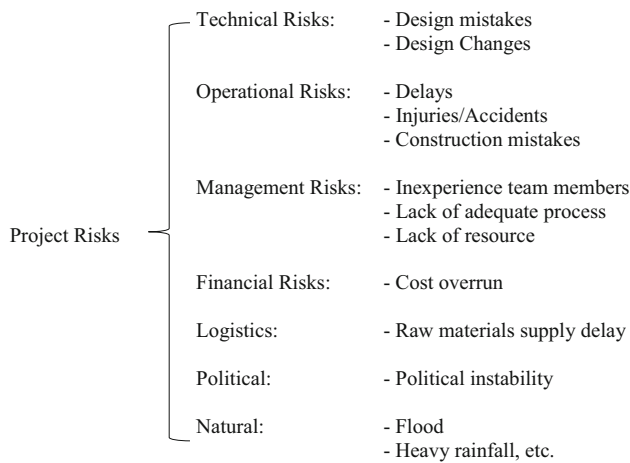 Technical Risks: - Design mistakes
- Design Changes
Operational Risks: - Delays
- Injuries/Accidents
- Construction mistakes
Management Risks: - Inexperience team members
- Lack of adequate process
Project Risks
- Lack of resource
Financial Risks: - Cost overrun
Logistics: - Raw materials supply delay
Political: - Political instability
Natural: - Flood
- Heavy rainfall, etc.